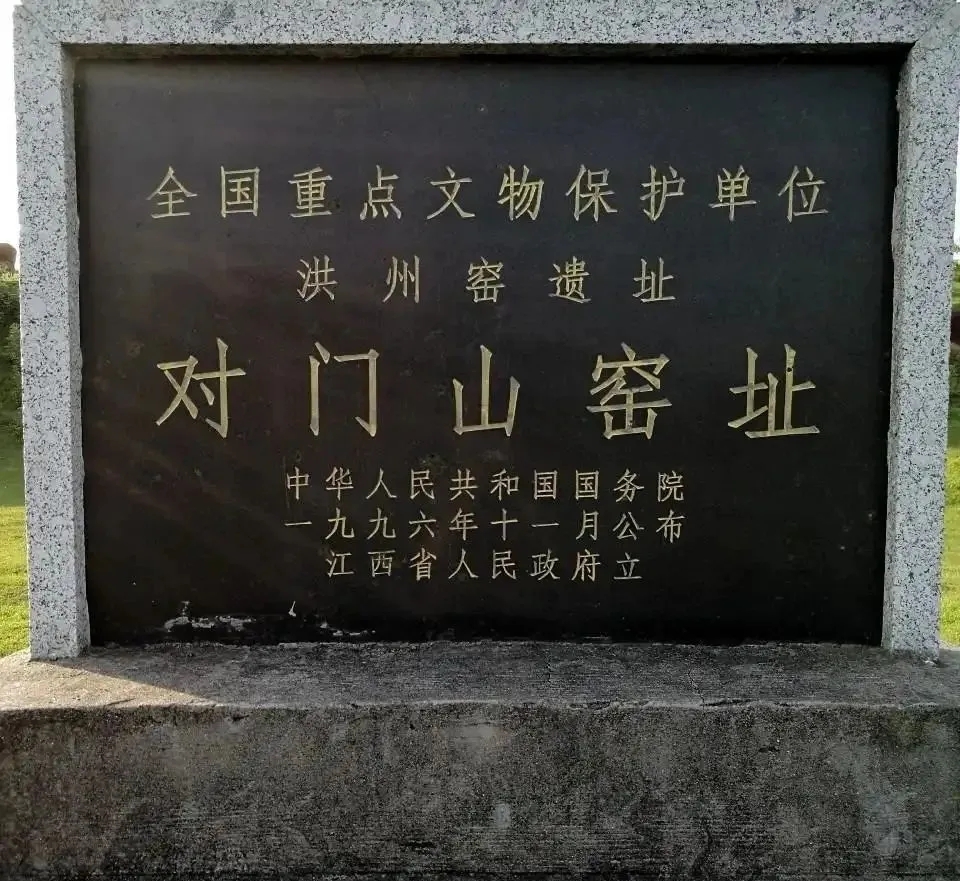 全国重点文物保护单位
洪州窑遗址
对门山窑址
中华人民共和国国务院
一九九六年十一月公布
江西省人民政府立